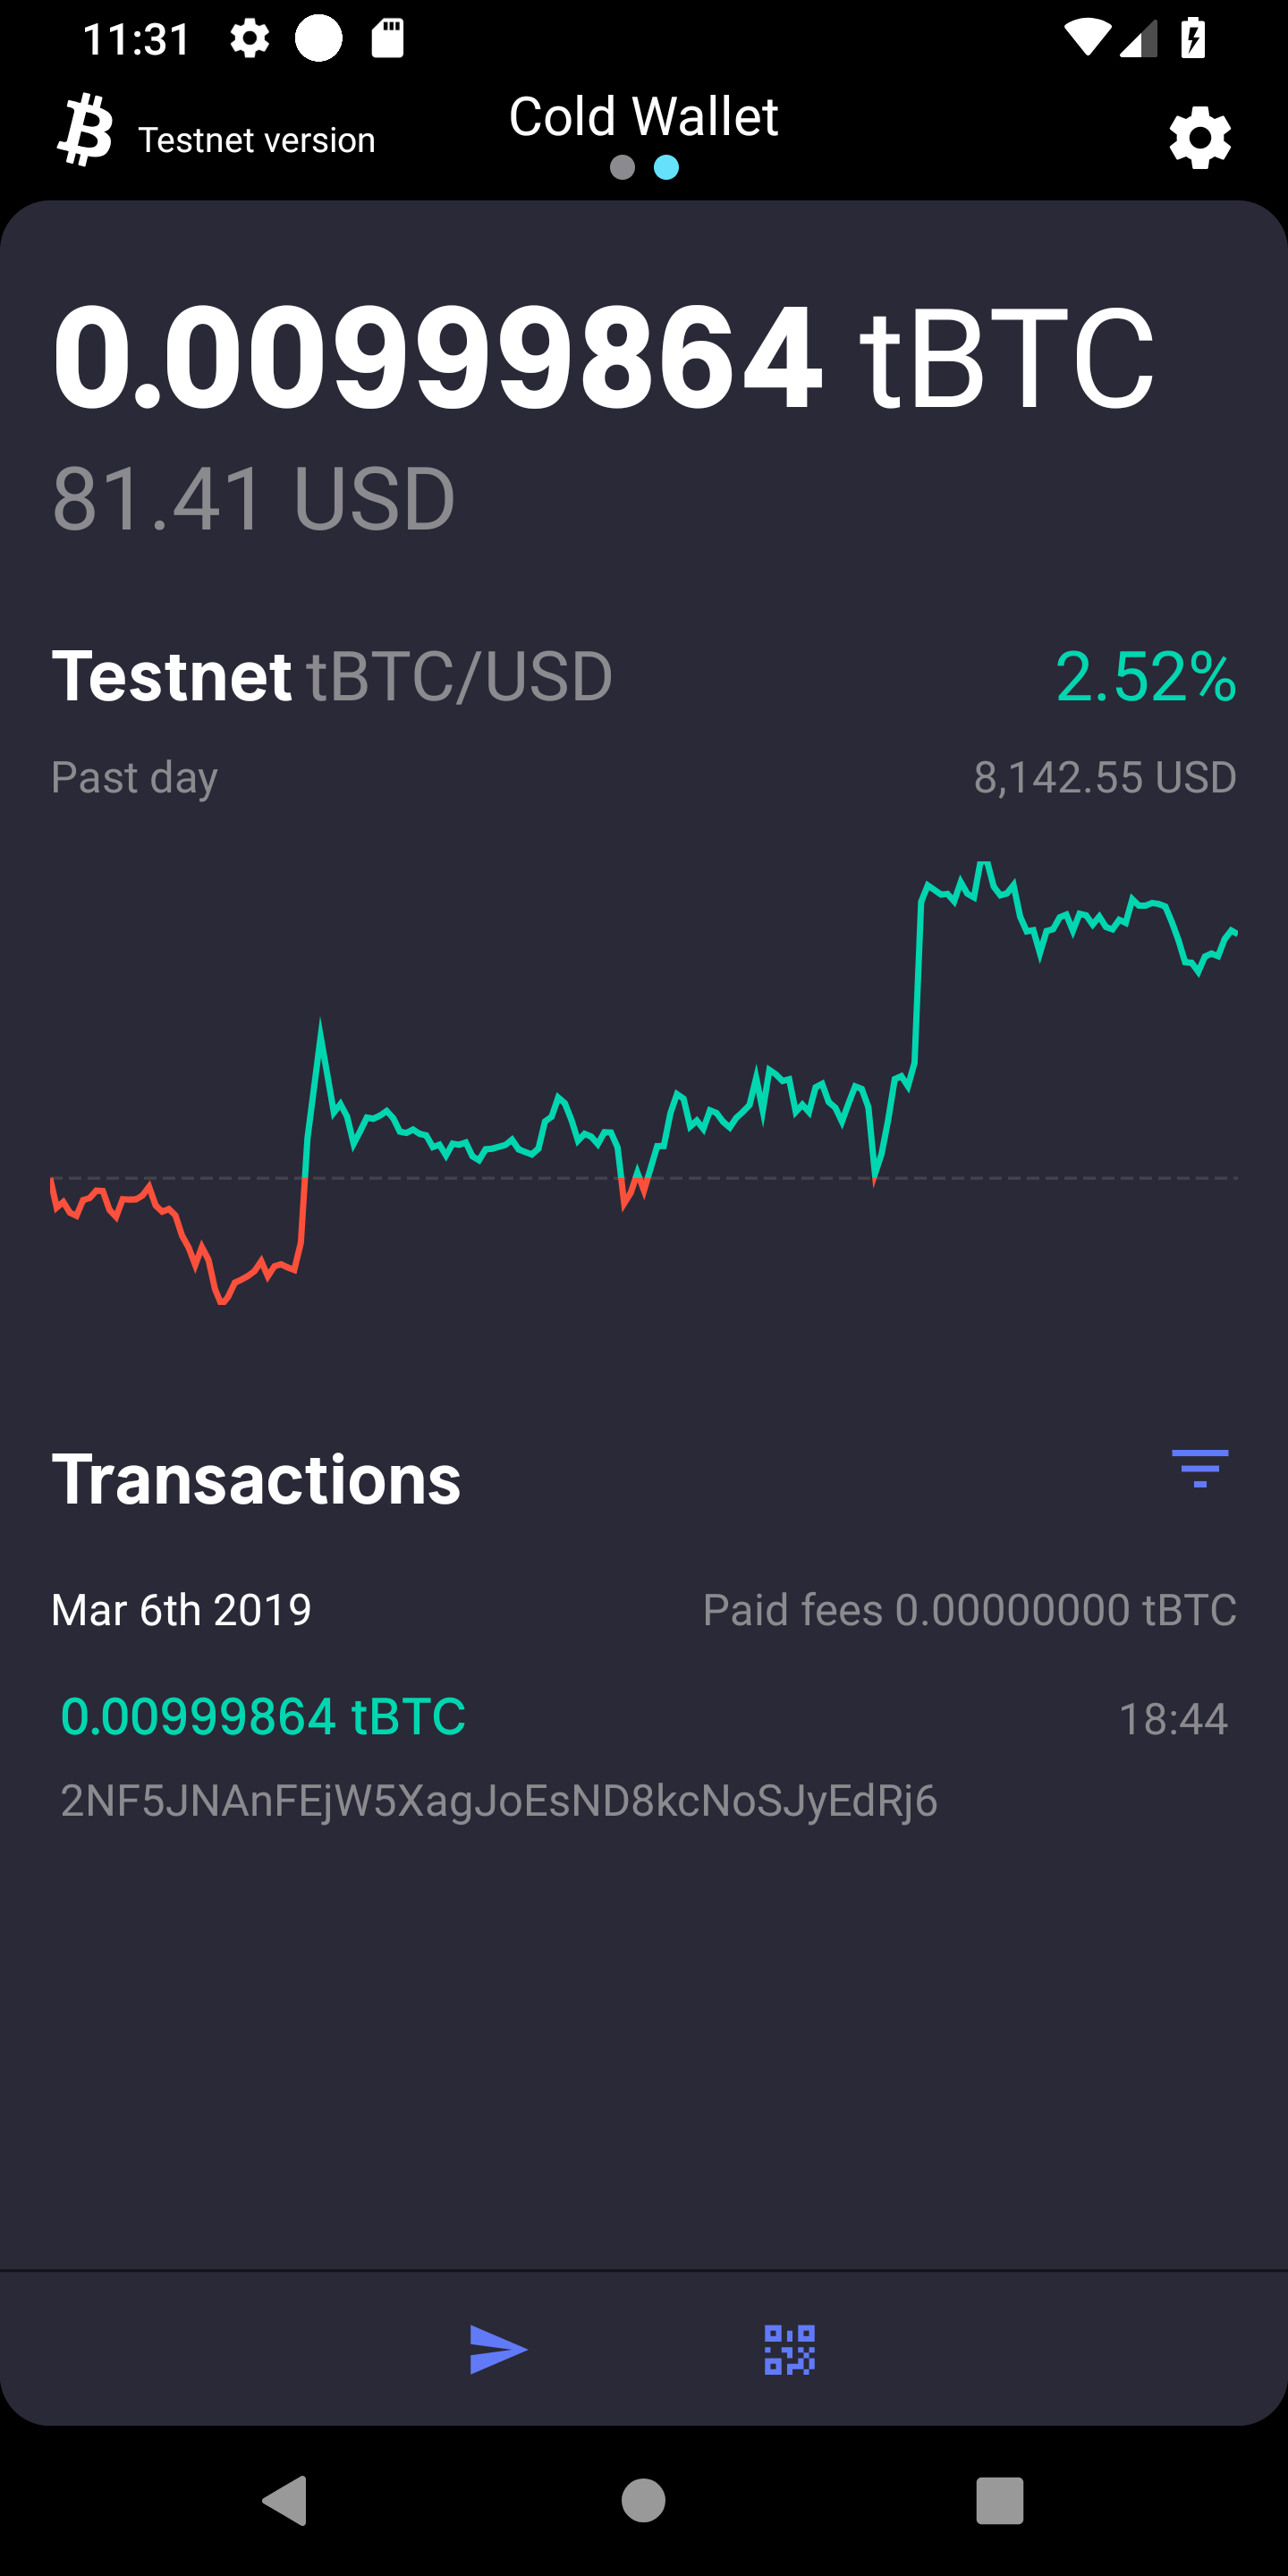 11:31
Testnet version
Cold Wallet
0.00999864 tBTC
81.41 USD
Testnet tBTC/USD 2.52%
Past day 8,142.55 USD
Transactions
Mar 6th 2019 Paid fees 0.00000000 tBTC
0.00999864 tBTC 18:44
2NF5JNAnFEjW5XagJoEsND8kcNoSJyEdRj6